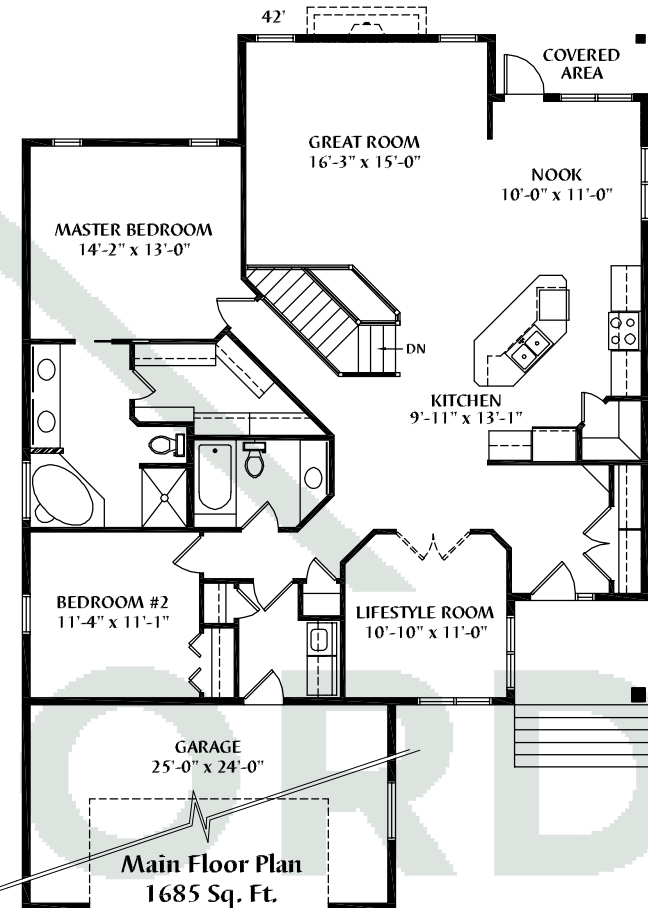 42'
COVERED
AREA
GREAT ROOM
16'-3" x 15'-0"
NOOK
10'-0" x 11'-0"
MASTER BEDROOM
14'-2" x 13'-0"
DN
KITCHEN
9'-11" x 13'-1"
BEDROOM #2
11'-4" x 11'-1"
LIFESTYLE ROOM
10'-10" x 11'-0"
GARAGE
25'-0" x 24'-0"
ORD
Main Floor Plan
1685 Sq. Ft.